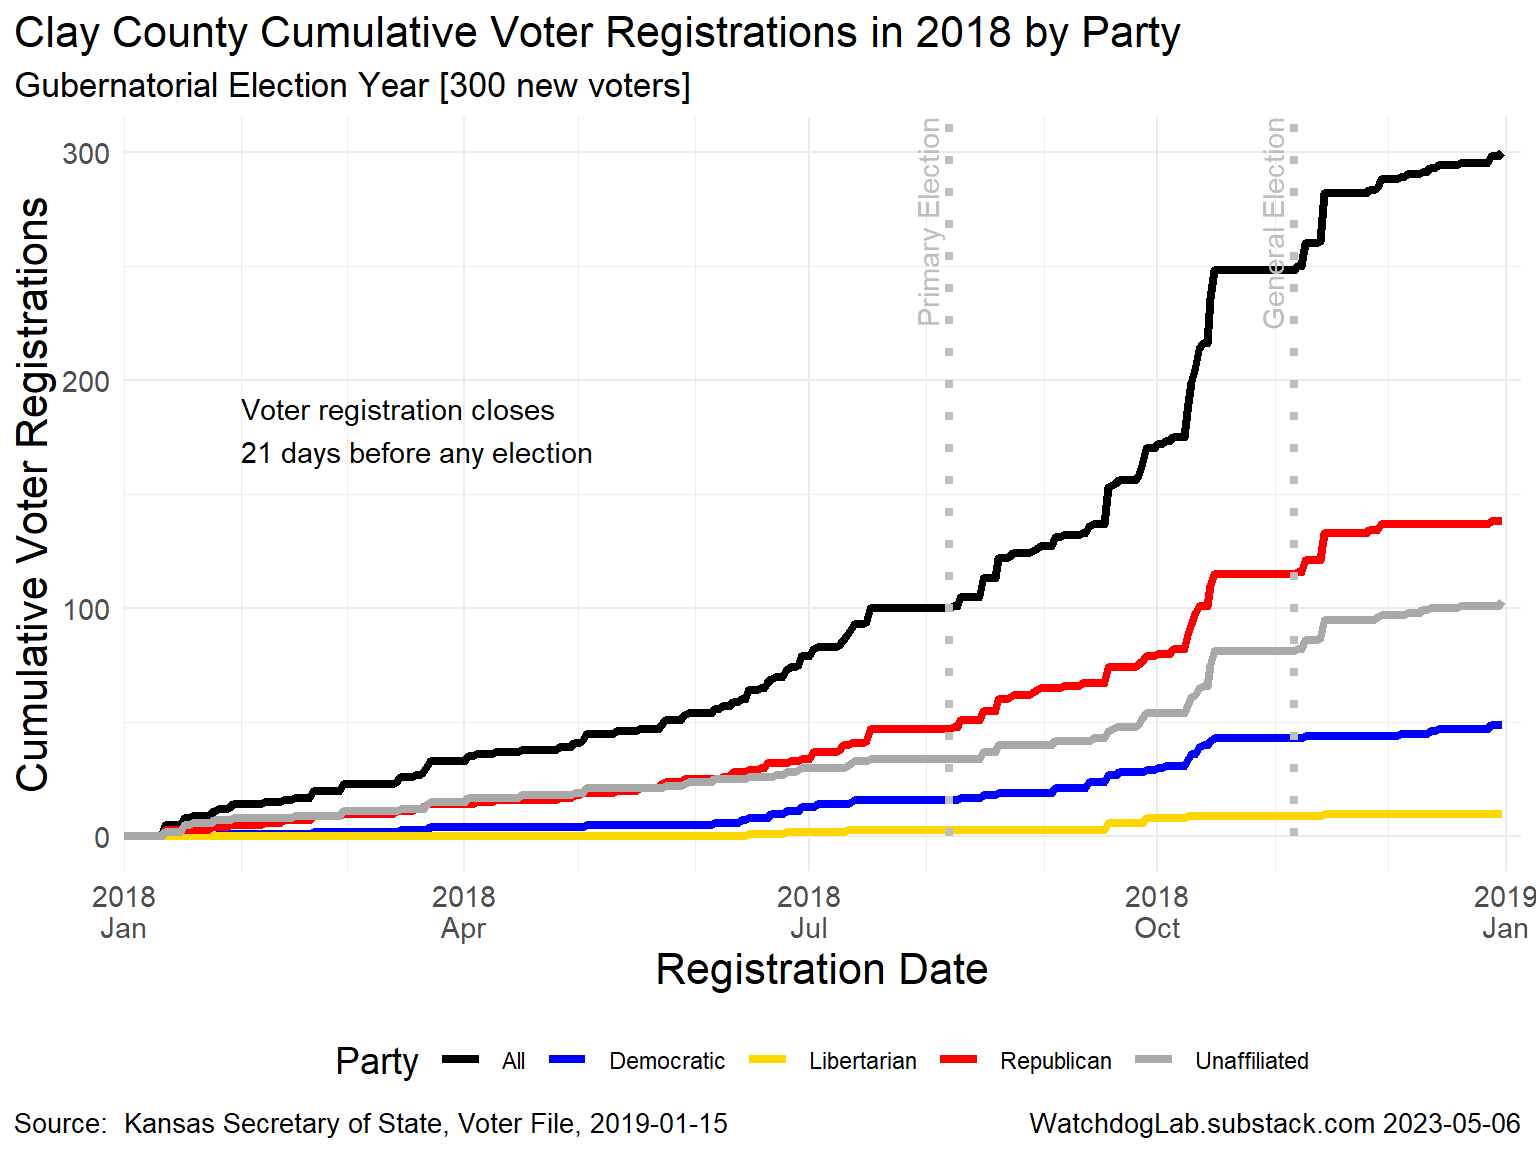 Clay County Cumulative Voter Registrations in 2018 by Party
Gubernatorial Election Year [300 new voters]
Cumulative Voter Registrations
300
200
100
0
Primary Election
General Election
Voter registration closes
21 days before any election
2018 2018 2018 2018 2019
Jan Apr Jul Oct Jan
Registration Date
Party All Democratic Libertarian Republican Unaffiliated
Source:  Kansas Secretary of State, Voter File, 2019-01-15
WatchdogLab.substack.com 2023-05-06